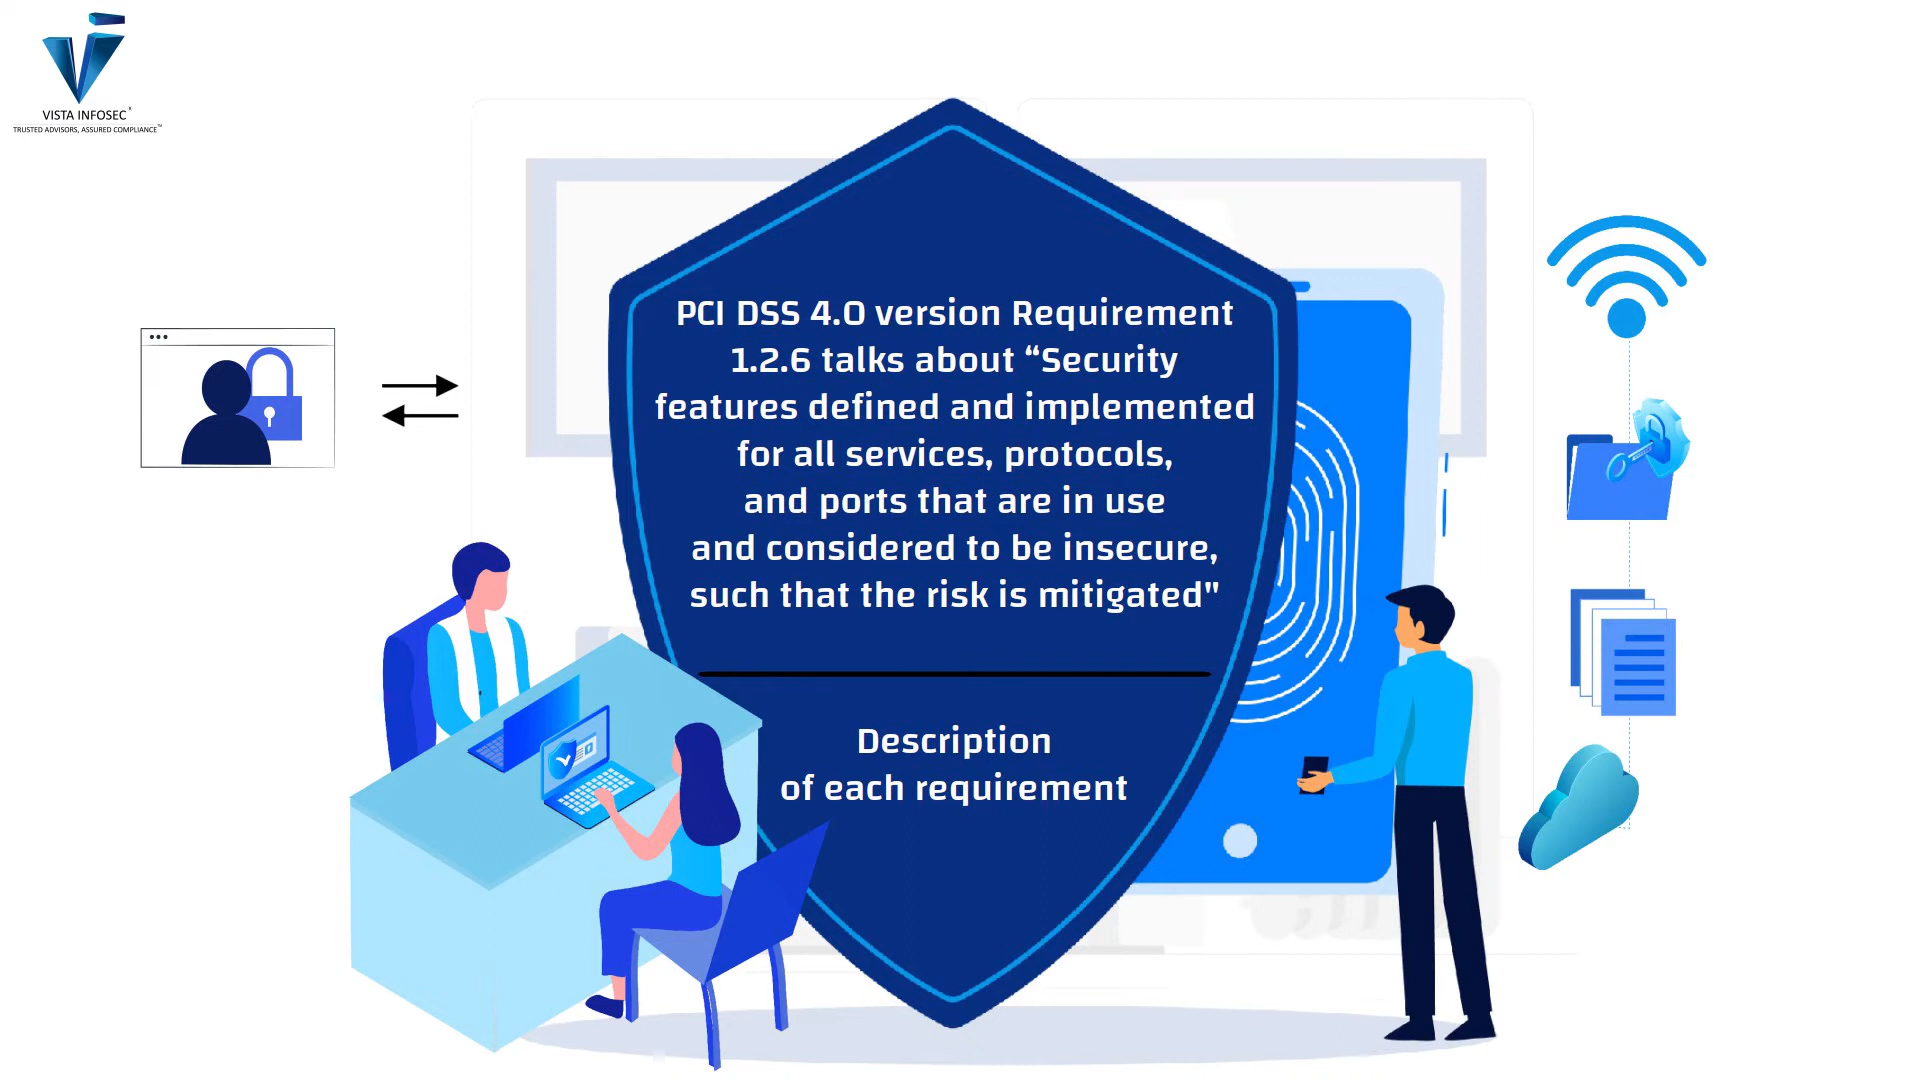 VISTA INFOSEC®
TRUSTED ADVISORS, ASSURED COMPLIANCE™
PCI DSS 4.0 version Requirement
1.2.6 talks about “Security
features defined and implemented
for all services, protocols,
and ports that are in use
and considered to be insecure,
such that the risk is mitigated"
Description
of each requirement